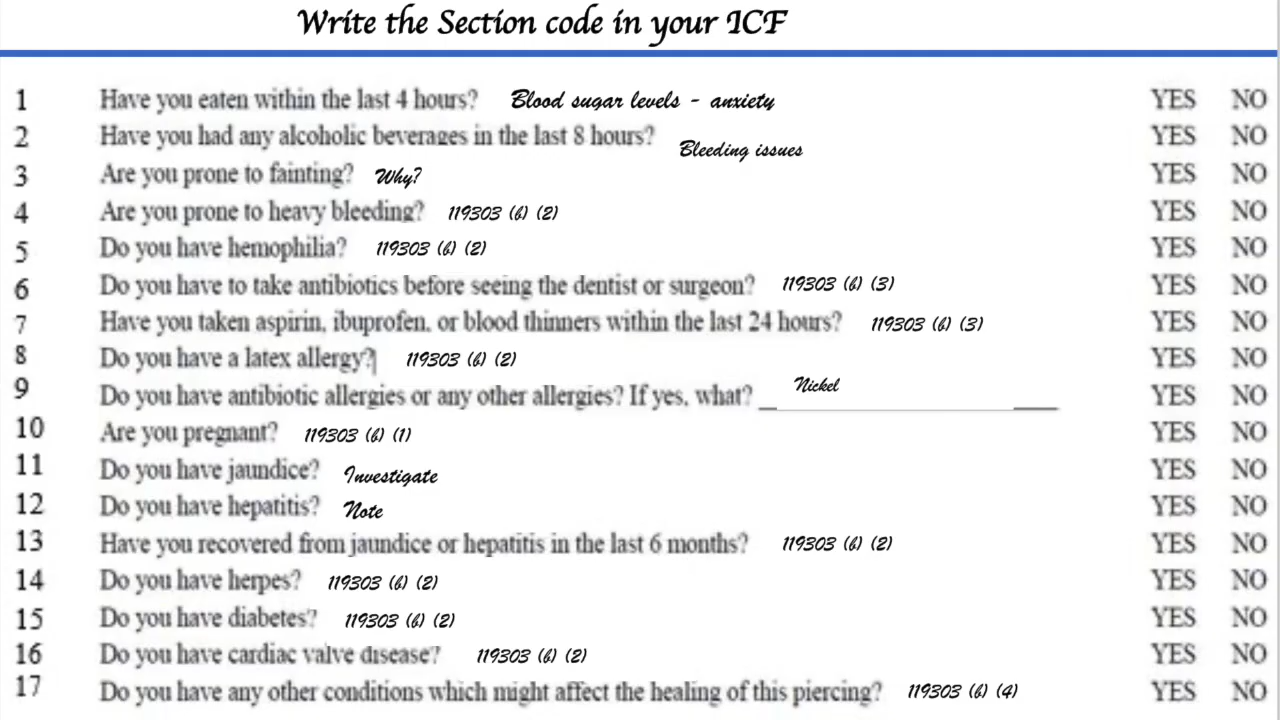 Write the Section code in your ICF
1 Have you eaten within the last 4 hours? Blood sugar levels - anxiety YES NO
2 Have you had any alcoholic beverages in the last 8 hours? Bleeding issues YES NO
3 Are you prone to fainting? Why? YES NO
4 Are you prone to heavy bleeding? 119303 (b) (2) YES NO
5 Do you have hemophilia? 119303 (b) (2) YES NO
6 Do you have to take antibiotics before seeing the dentist or surgeon? 119303 (b) (3) YES NO
7 Have you taken aspirin, ibuprofen, or blood thinners within the last 24 hours? 119303 (b) (3) YES NO
8 Do you have a latex allergy? 119303 (b) (2) YES NO
9 Do you have antibiotic allergies or any other allergies? If yes, what? Nickel YES NO
10 Are you pregnant? 119303 (b) (1) YES NO
11 Do you have jaundice? Investigate YES NO
12 Do you have hepatitis? Note YES NO
13 Have you recovered from jaundice or hepatitis in the last 6 months? 119303 (b) (2) YES NO
14 Do you have herpes? 119303 (b) (2) YES NO
15 Do you have diabetes? 119303 (b) (2) YES NO
16 Do you have cardiac valve disease? 119303 (b) (2) YES NO
17 Do you have any other conditions which might affect the healing of this piercing? 119303 (b) (4) YES NO